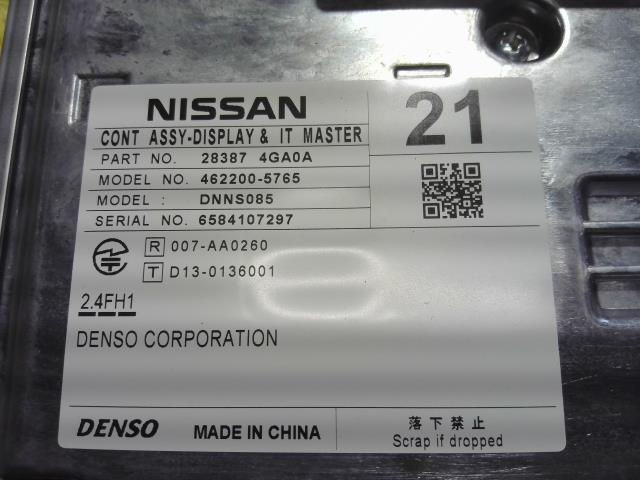 NISSAN
21
CONT ASSY-DISPLAY & IT MASTER
PART NO. 28387 4GA0A
MODEL NO. 462200-5765
MODEL : DNNS085
SERIAL NO. 6584107297
R 007-AA0260
T D13-0136001
2.4FH1
DENSO CORPORATION
DENSO
MADE IN CHINA
落下禁止
Scrap if dropped